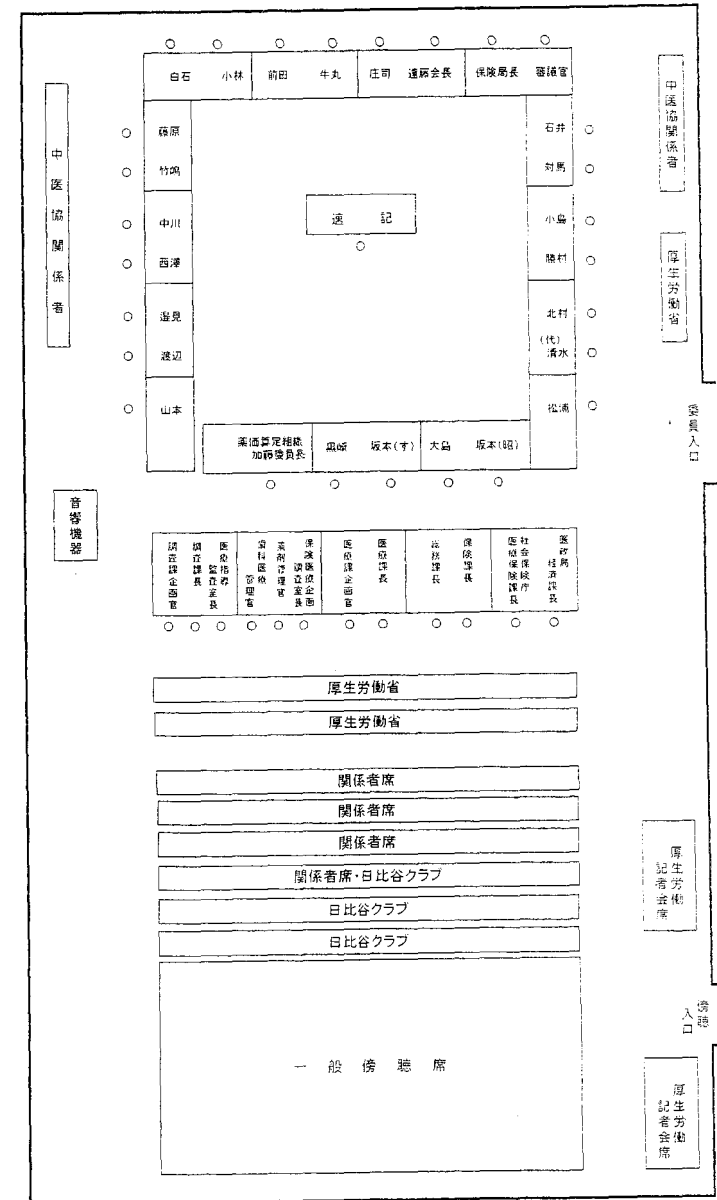 白石 小林 前田 牛丸 庄司 遠藤会長 保険局長 審議官
藤原
竹嶋
中川
西澤
渥見
渡辺
山本
石井
対馬
小島
勝村
北村
(代)
清水
松浦
速 記
薬価算定組織
加藤委員長
黒崎 坂本(す) 大島 坂本(昭)
中医協関係者
中医協関係者
厚生労働省
委員入口
音響機器
調査課企画官
調査課長
医療指導
監査室長
歯科医療
管理官
薬剤管理官
保険医療企画
調査室長
医療課企画官
医療課長
総務課長
保険課長
社会保険庁
医療保険課長
医政局
経済課長
厚生労働省
厚生労働省
関係者席
関係者席
関係者席
関係者席・日比谷クラブ
日比谷クラブ
日比谷クラブ
厚生労働
記者会席
傍聴
入口
一般傍聴席
厚生労働
記者会席